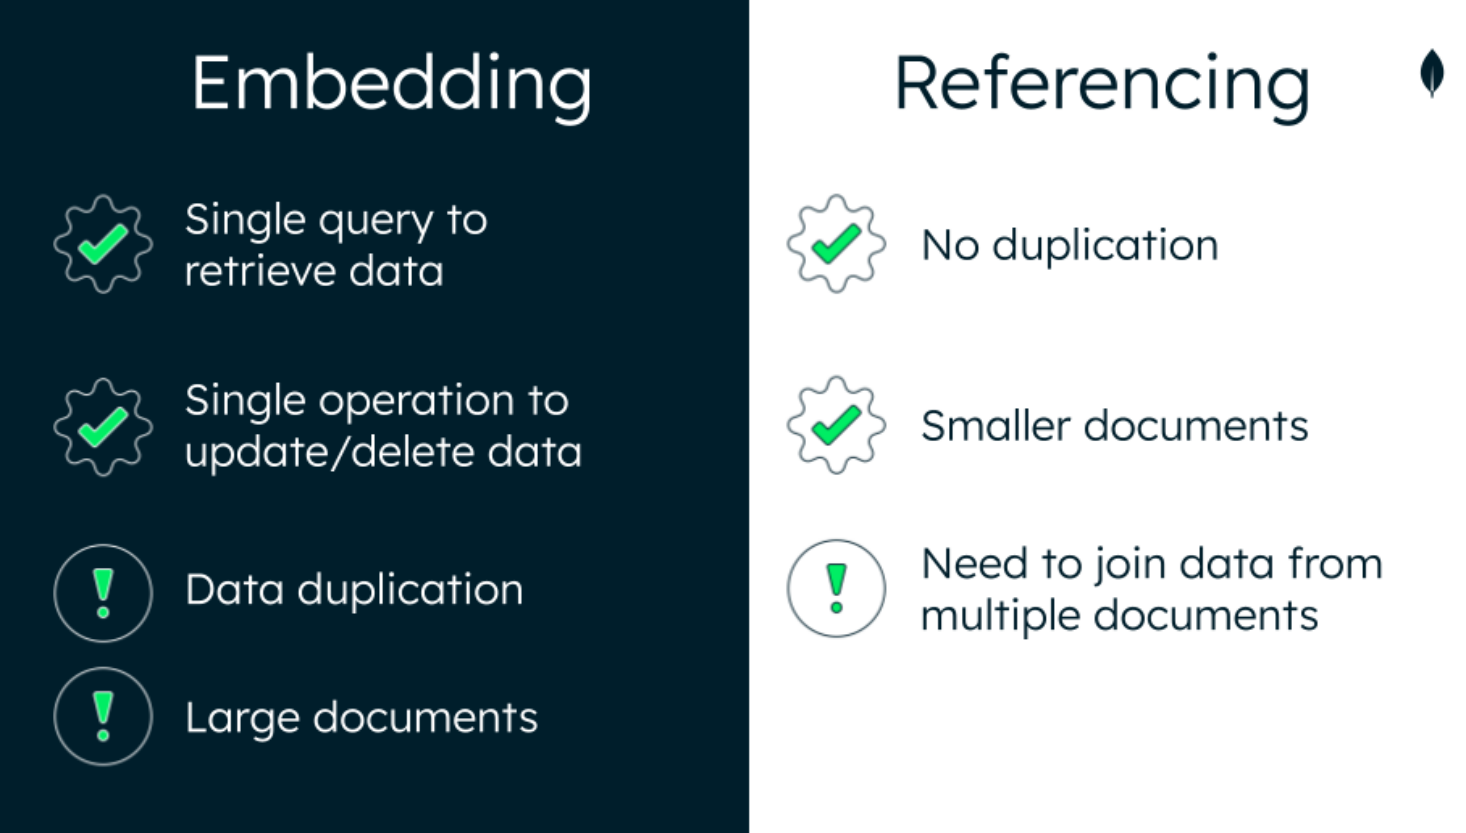 Embedding
Single query to
retrieve data
Single operation to
update/delete data
Data duplication
Large documents
Referencing
No duplication
Smaller documents
Need to join data from
multiple documents